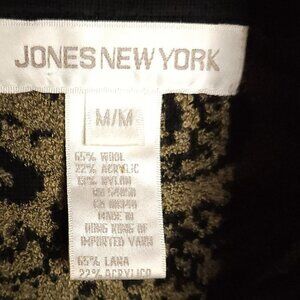 JONES NEW YORK
M/M
65% WOOL
22% ACRYLIC
13% NYLON
MADE IN
HONG KONG OF
IMPORTED YARN
65% LANA
22% ACRYLICO